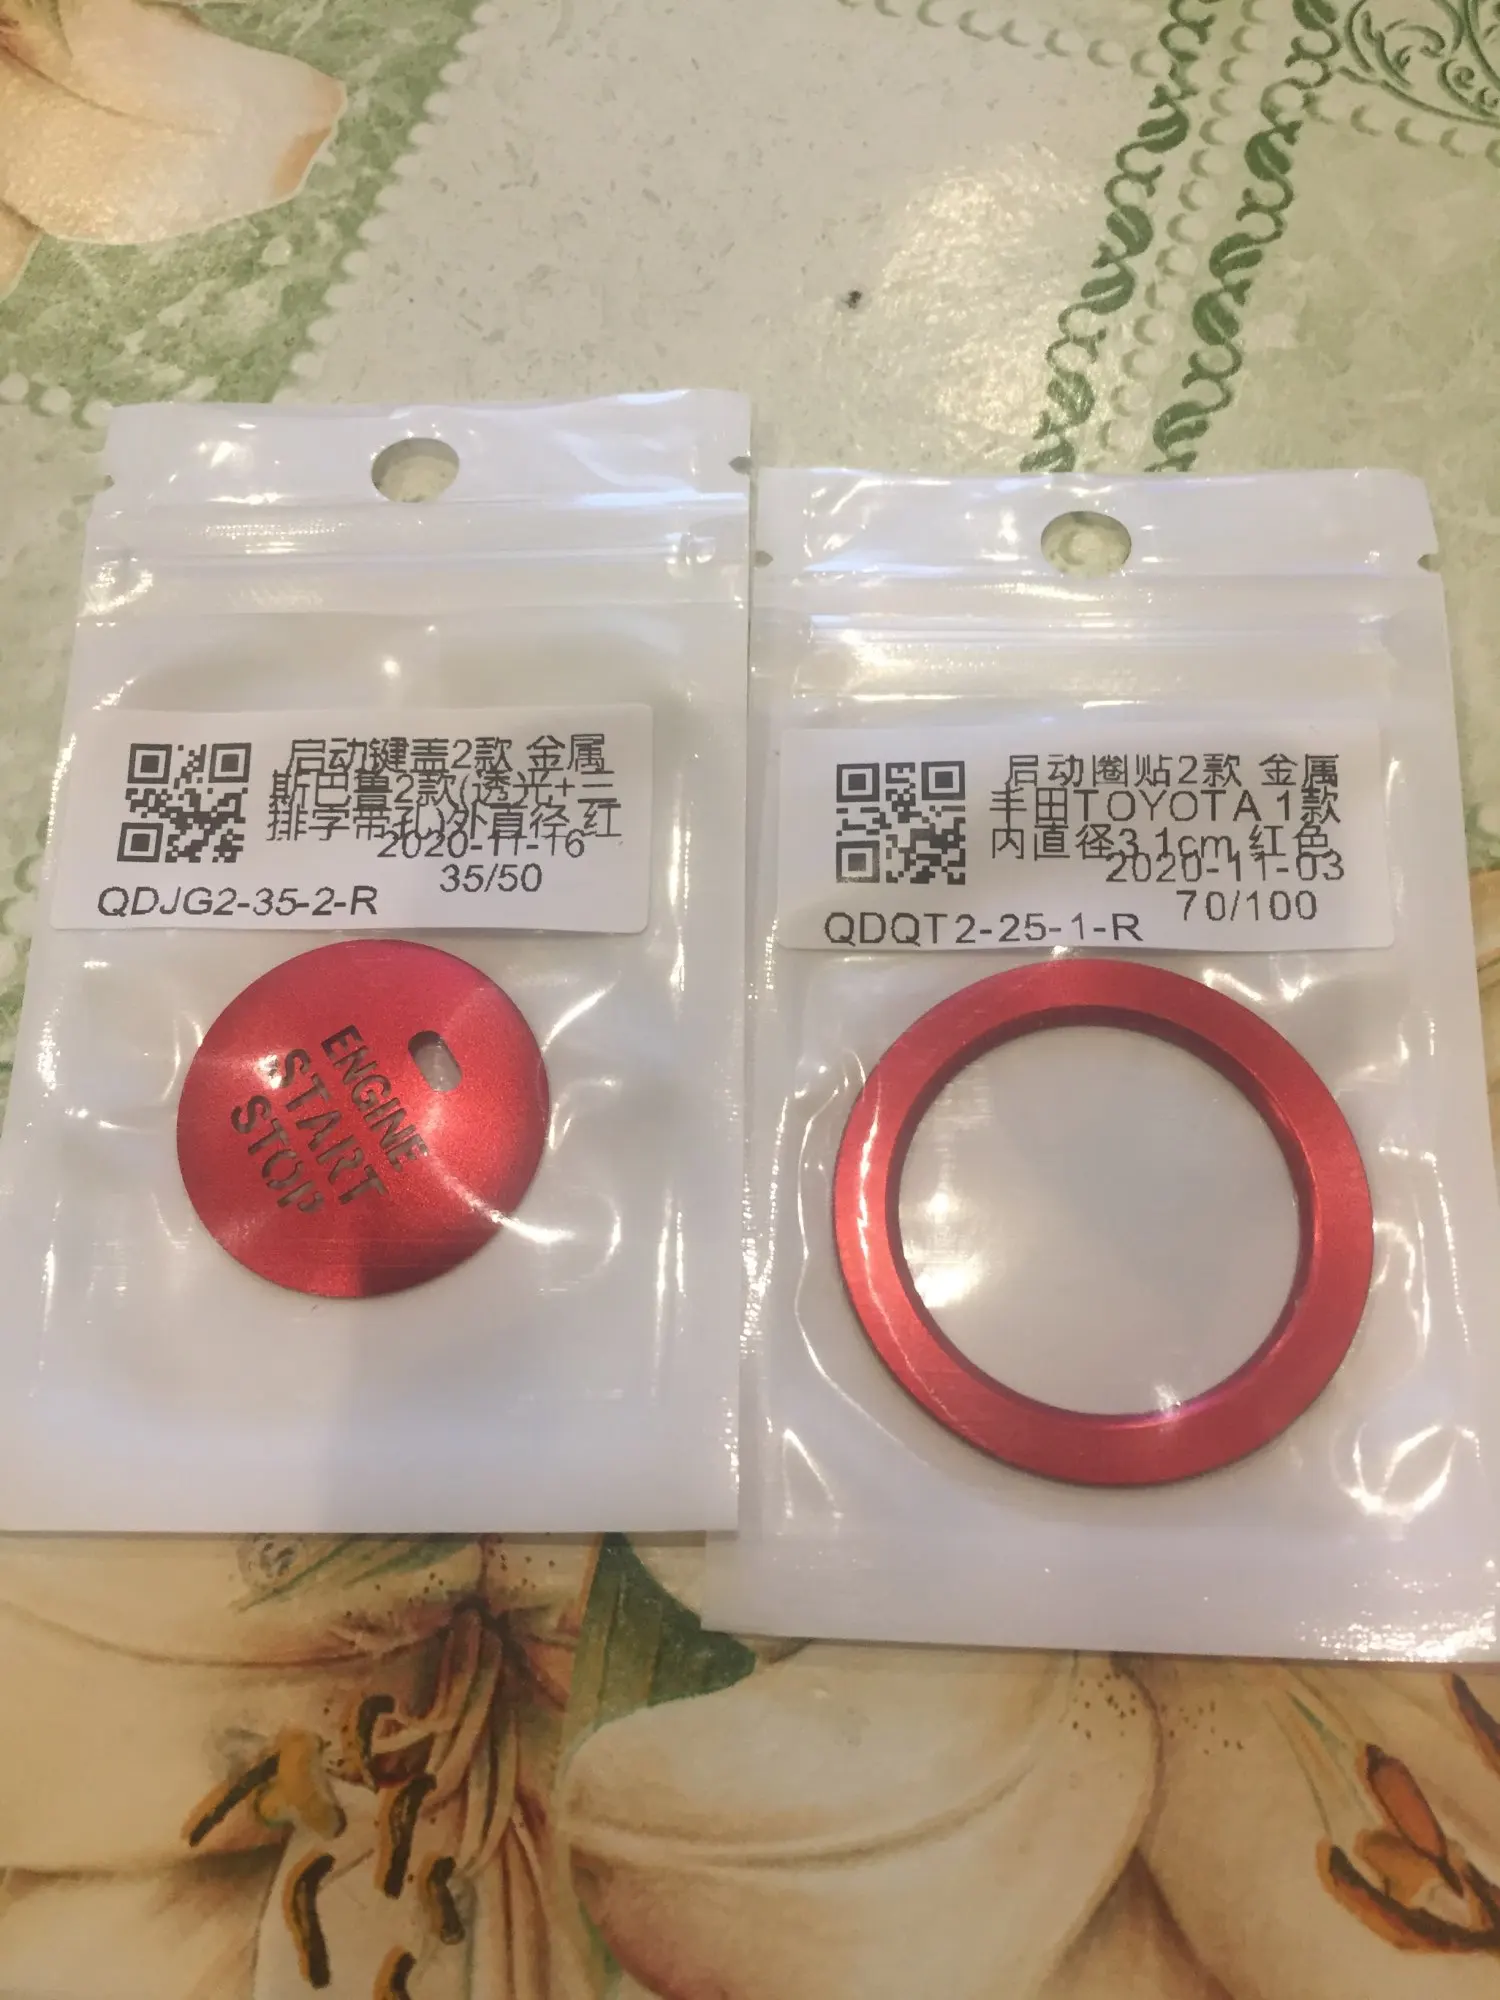 启动键盖2款 金属
斯巴鲁2款(透光+三
排字带孔)外直径 红
2020-11-16
35/50
QDJG2-35-2-R
ENGINE
START
STOP
启动圈贴2款 金属
丰田TOYOTA 1款
内直径3.1cm 红色
2020-11-03
70/100
QDQT2-25-1-R